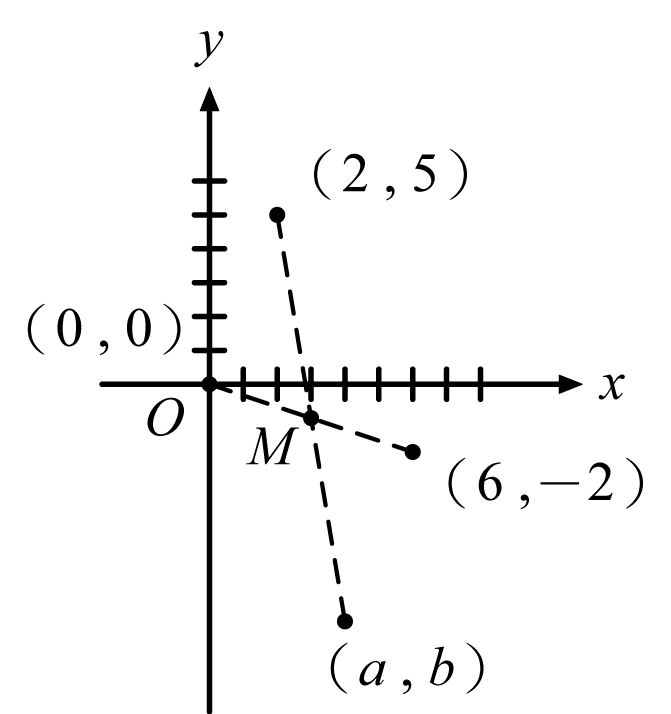 y
(2,5)
(0,0)
x
O
M
(6,-2)
(a,b)